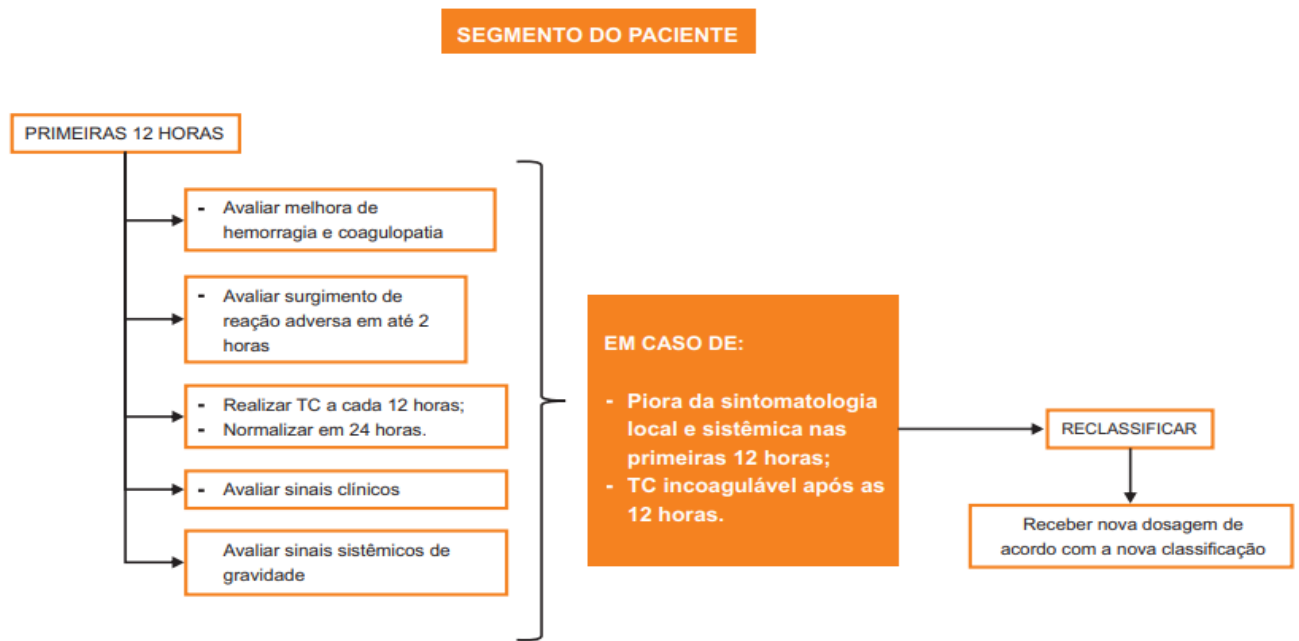 SEGMENTO DO PACIENTE
PRIMEIRAS 12 HORAS
- Avaliar melhora de
hemorragia e coagulopatia
- Avaliar surgimento de
reação adversa em até 2
horas
- Realizar TC a cada 12 horas;
- Normalizar em 24 horas.
- Avaliar sinais clínicos
Avaliar sinais sistêmicos de
gravidade
EM CASO DE:
- Piora da sintomatologia
local e sistêmica nas
primeiras 12 horas;
- TC incoagulável após as
12 horas.
RECLASSIFICAR
Receber nova dosagem de
acordo com a nova classificação